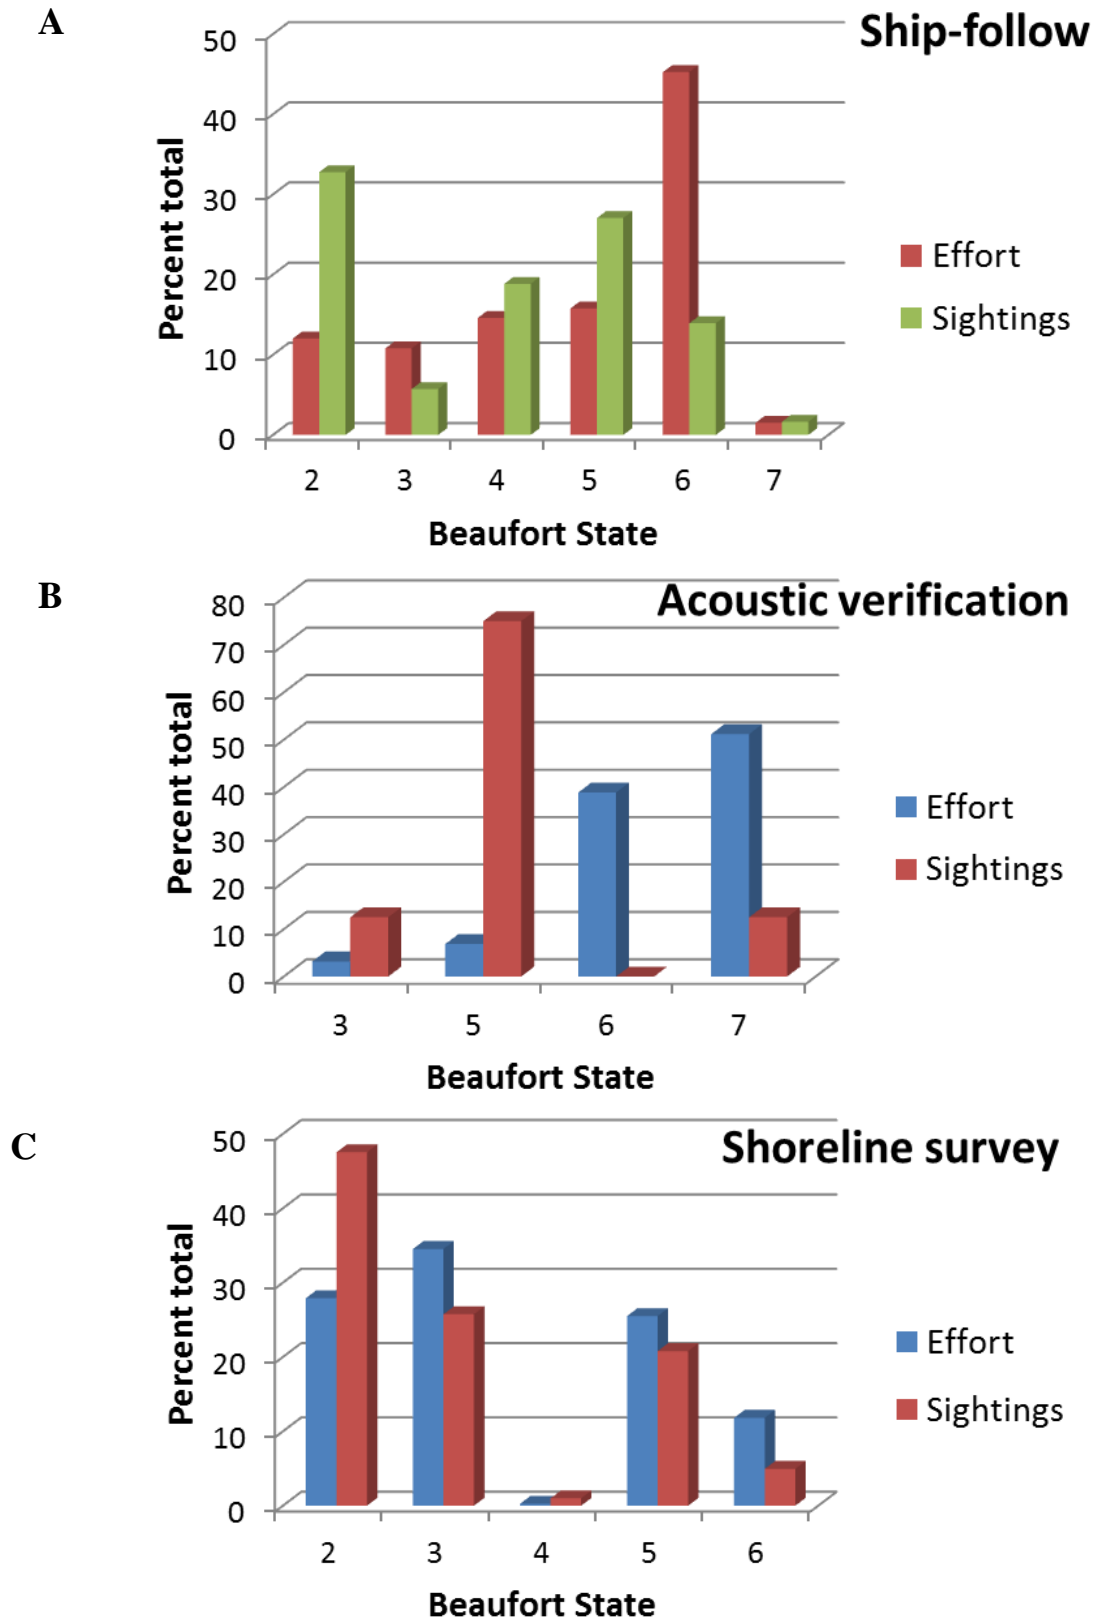 A
Ship-follow
50
40
30
20
10
0
Percent total
Effort
Sightings
2 3 4 5 6 7
Beaufort State
B
Acoustic verification
80
70
60
50
40
30
20
10
0
Percent total
Effort
Sightings
3 5 6 7
Beaufort State
C
Shoreline survey
50
40
30
20
10
0
Percent total
Effort
Sightings
2 3 4 5 6
Beaufort State